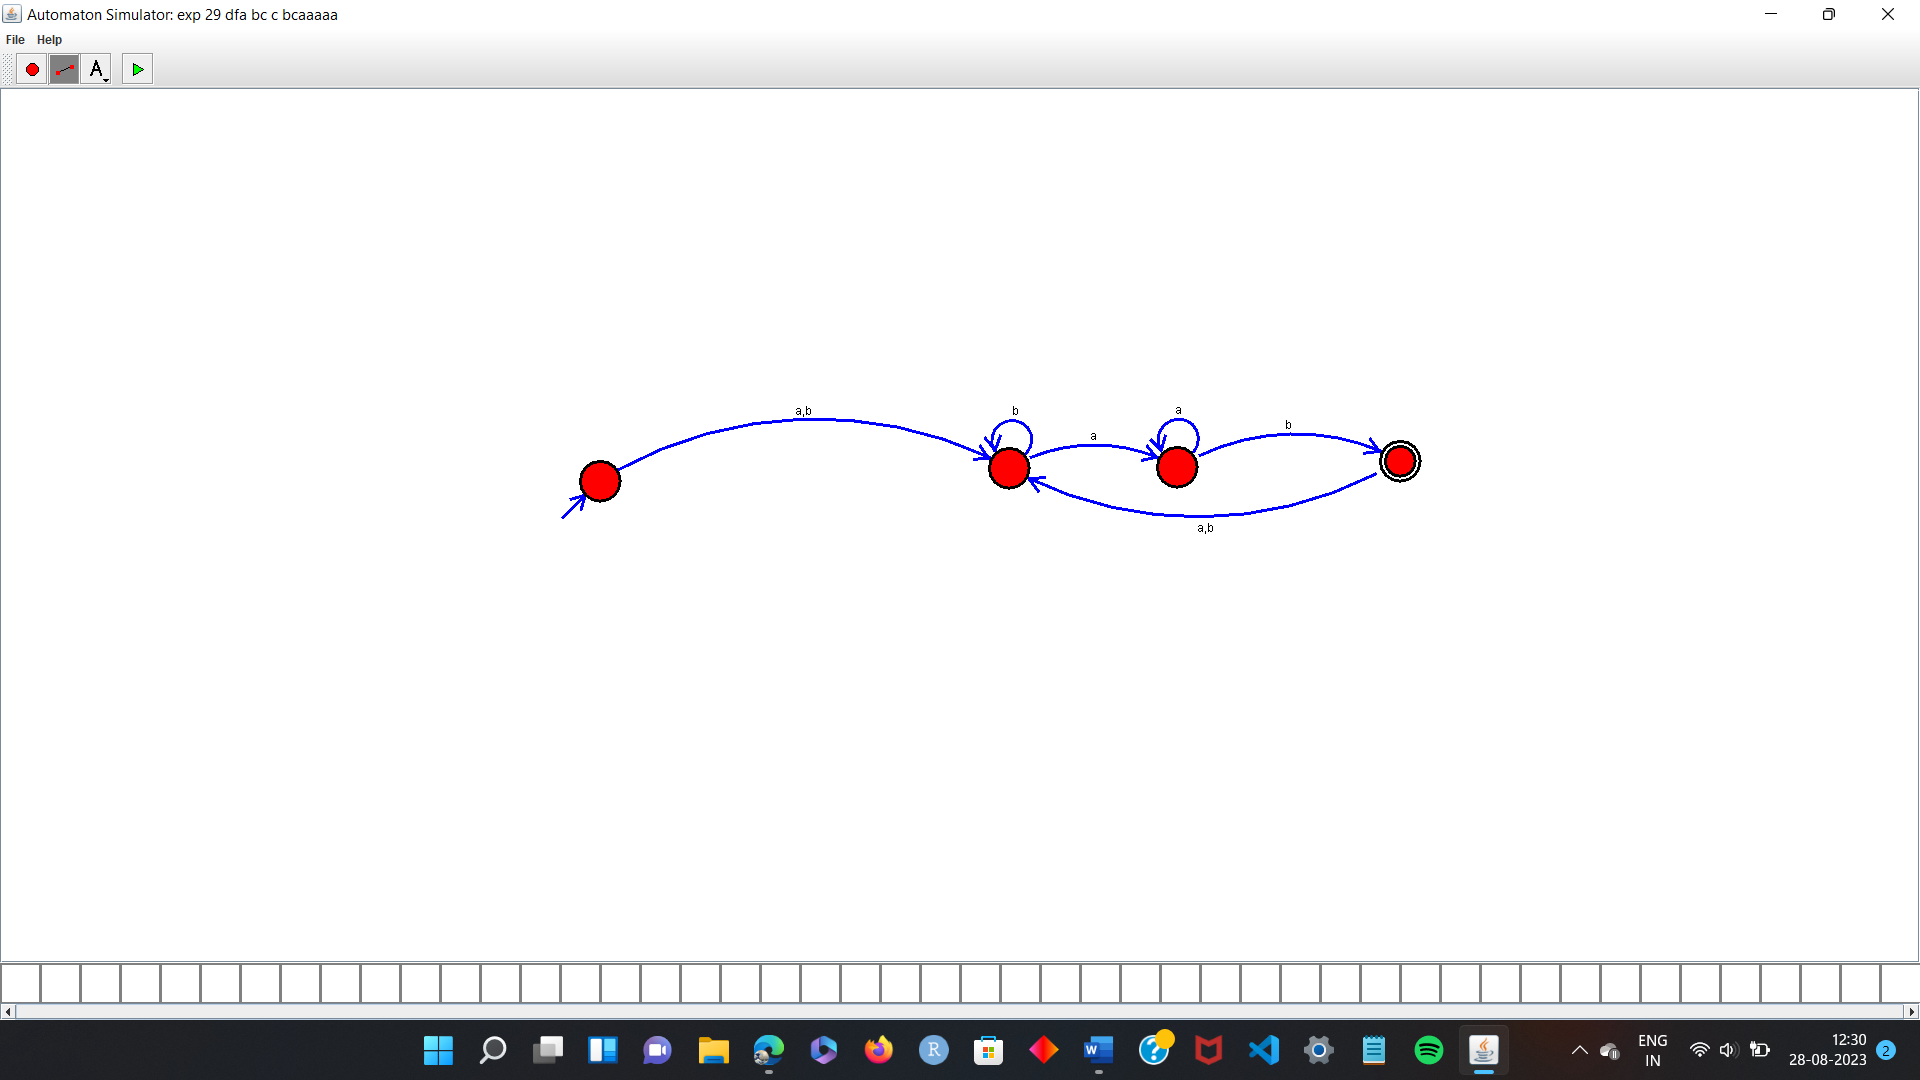 Automaton Simulator: exp 29 dfa bc c bcaaaaa
File Help
A
a,b
b
a
a
b
a,b
R
W
?
ENG
IN
12:30
28-08-2023
2